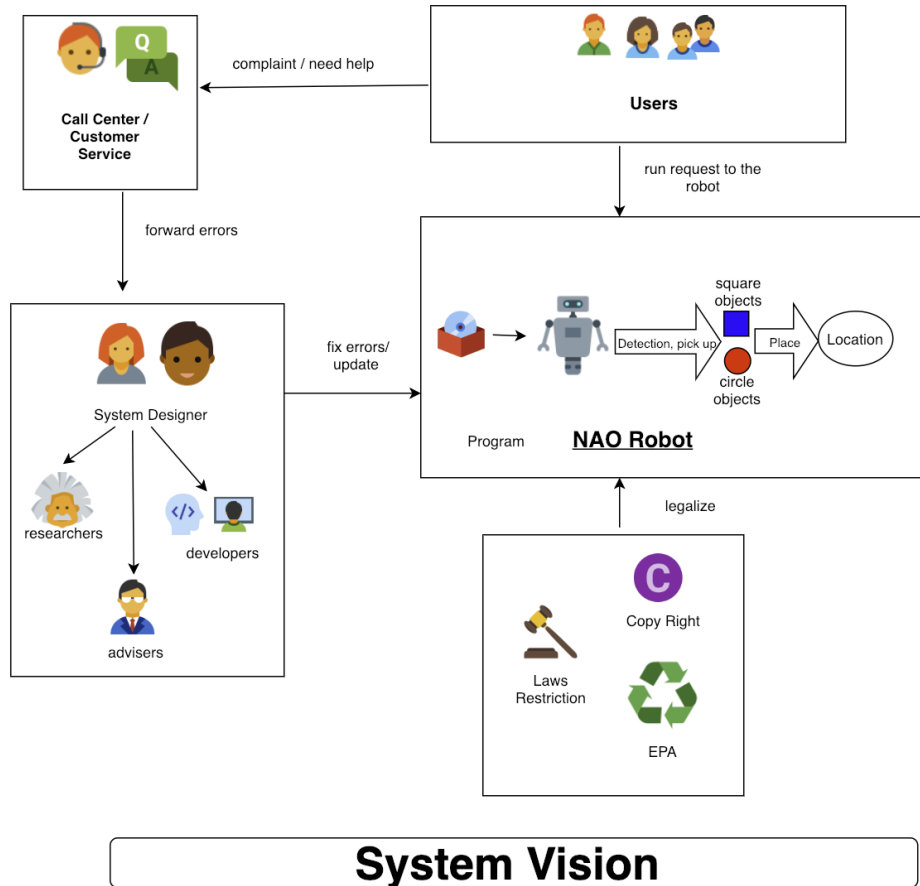 Q
A
Call Center /
Customer
Service
complaint / need help
Users
run request to the
robot
forward errors
System Designer
researchers
developers
advisers
fix errors/
update
square
objects
Detection, pick up
Place
Location
circle
objects
Program
NAO Robot
legalize
C
Copy Right
Laws
Restriction
EPA
</> 
System Vision